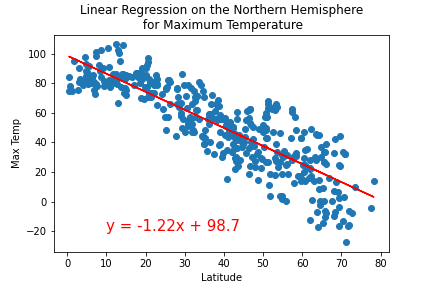 Linear Regression on the Northern Hemisphere
for Maximum Temperature
Max Temp
100
80
60
40
20
0
−20
y = -1.22x + 98.7
0 10 20 30 40 50 60 70 80
Latitude